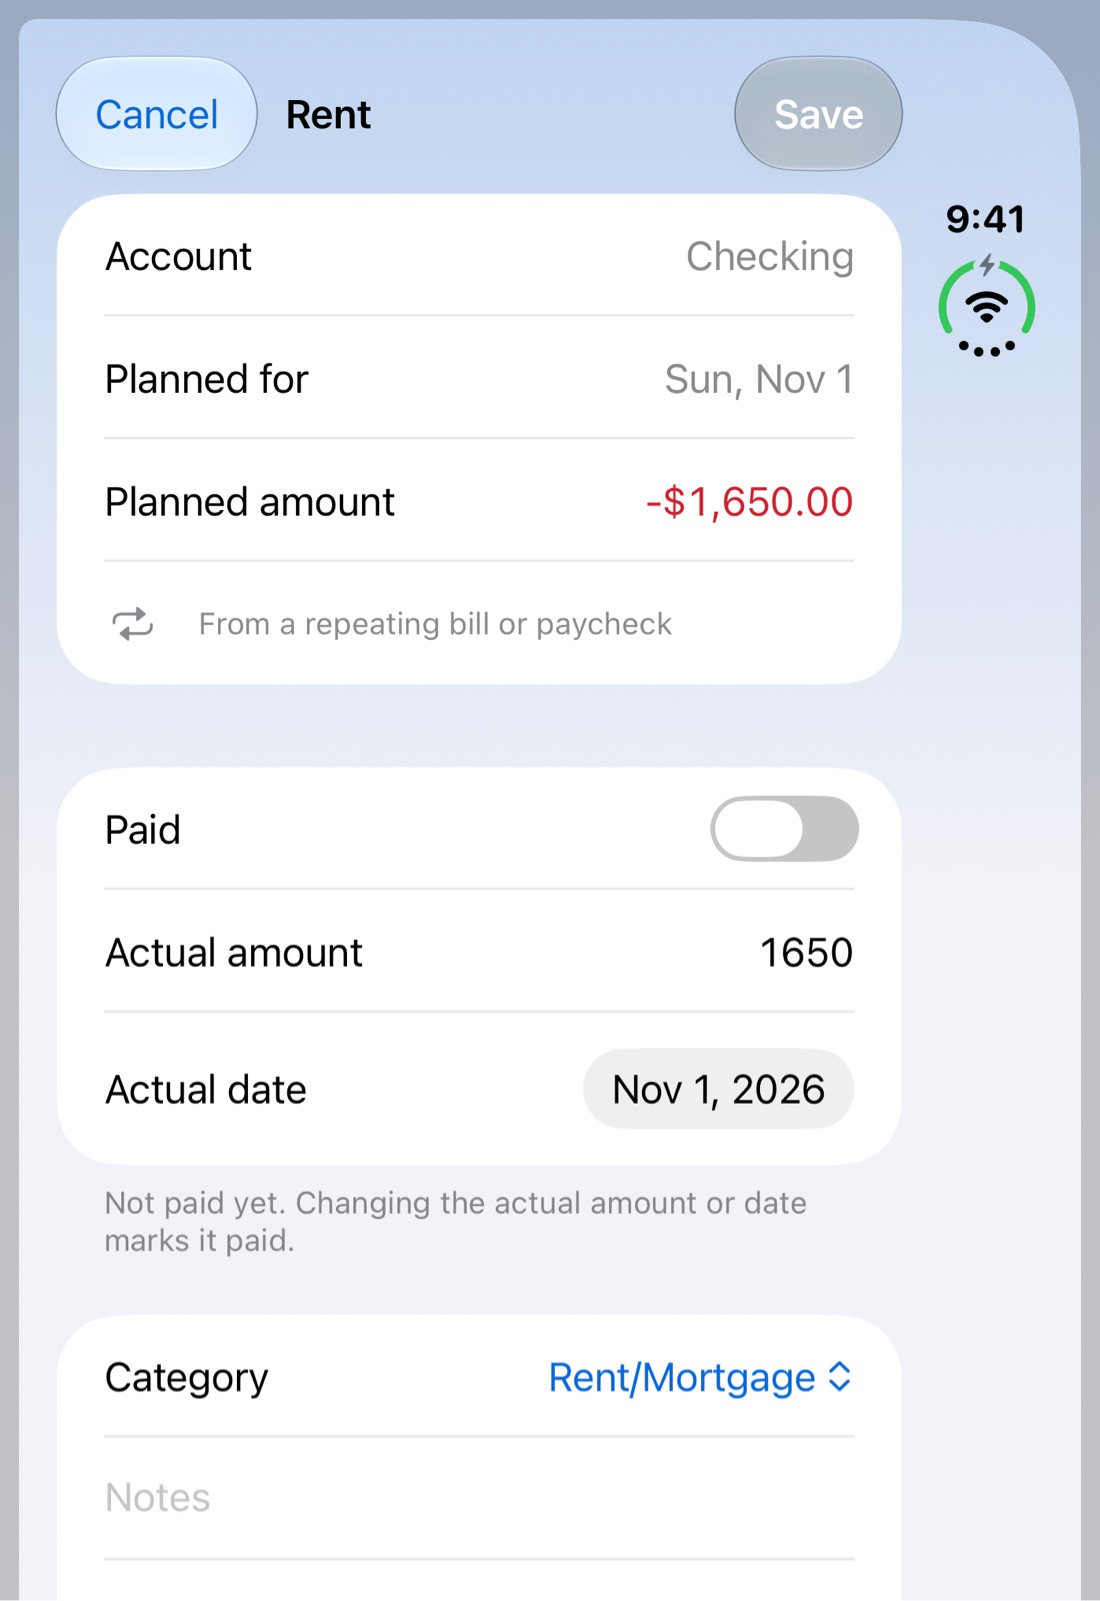 Cancel
Rent
Save
9:41
Account
Checking
Planned for
Sun, Nov 1
Planned amount
-$1,650.00
From a repeating bill or paycheck
Paid
Actual amount
1650
Actual date
Nov 1, 2026
Not paid yet. Changing the actual amount or date
marks it paid.
Category
Rent/Mortgage
Notes